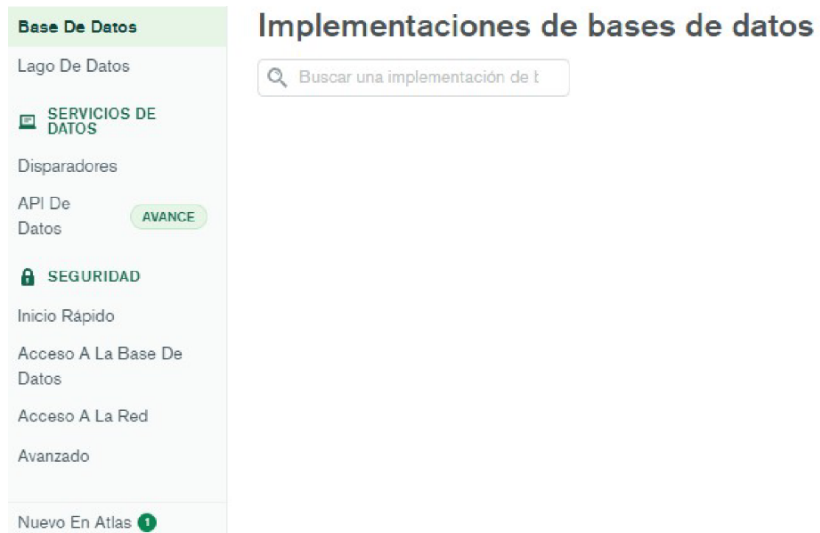 Base De Datos
Lago De Datos
SERVICIOS DE
DATOS
Disparadores
API De
Datos
AVANCE
SEGURIDAD
Inicio Rápido
Acceso A La Base De
Datos
Acceso A La Red
Avanzado
Nuevo En Atlas 1
Implementaciones de bases de datos
Buscar una implementación de t